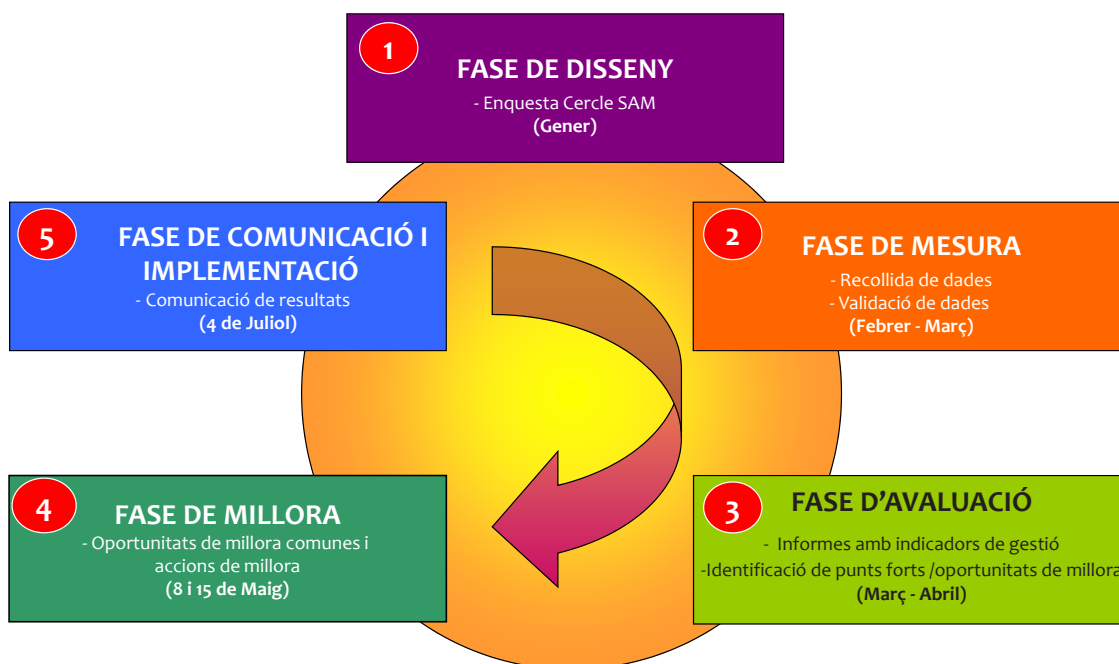 1
FASE DE DISSENY
- Enquesta Cercle SAM
(Gener)
2
FASE DE MESURA
- Recollida de dades
- Validació de dades
(Febrer - Març)
3
FASE D’AVALUACIÓ
- Informes amb indicadors de gestió
-Identificació de punts forts /oportunitats de millora
(Març - Abril)
4
FASE DE MILLORA
- Oportunitats de millora comunes i
accions de millora
(8 i 15 de Maig)
5
FASE DE COMUNICACIÓ I
IMPLEMENTACIÓ
- Comunicació de resultats
(4 de Juliol)